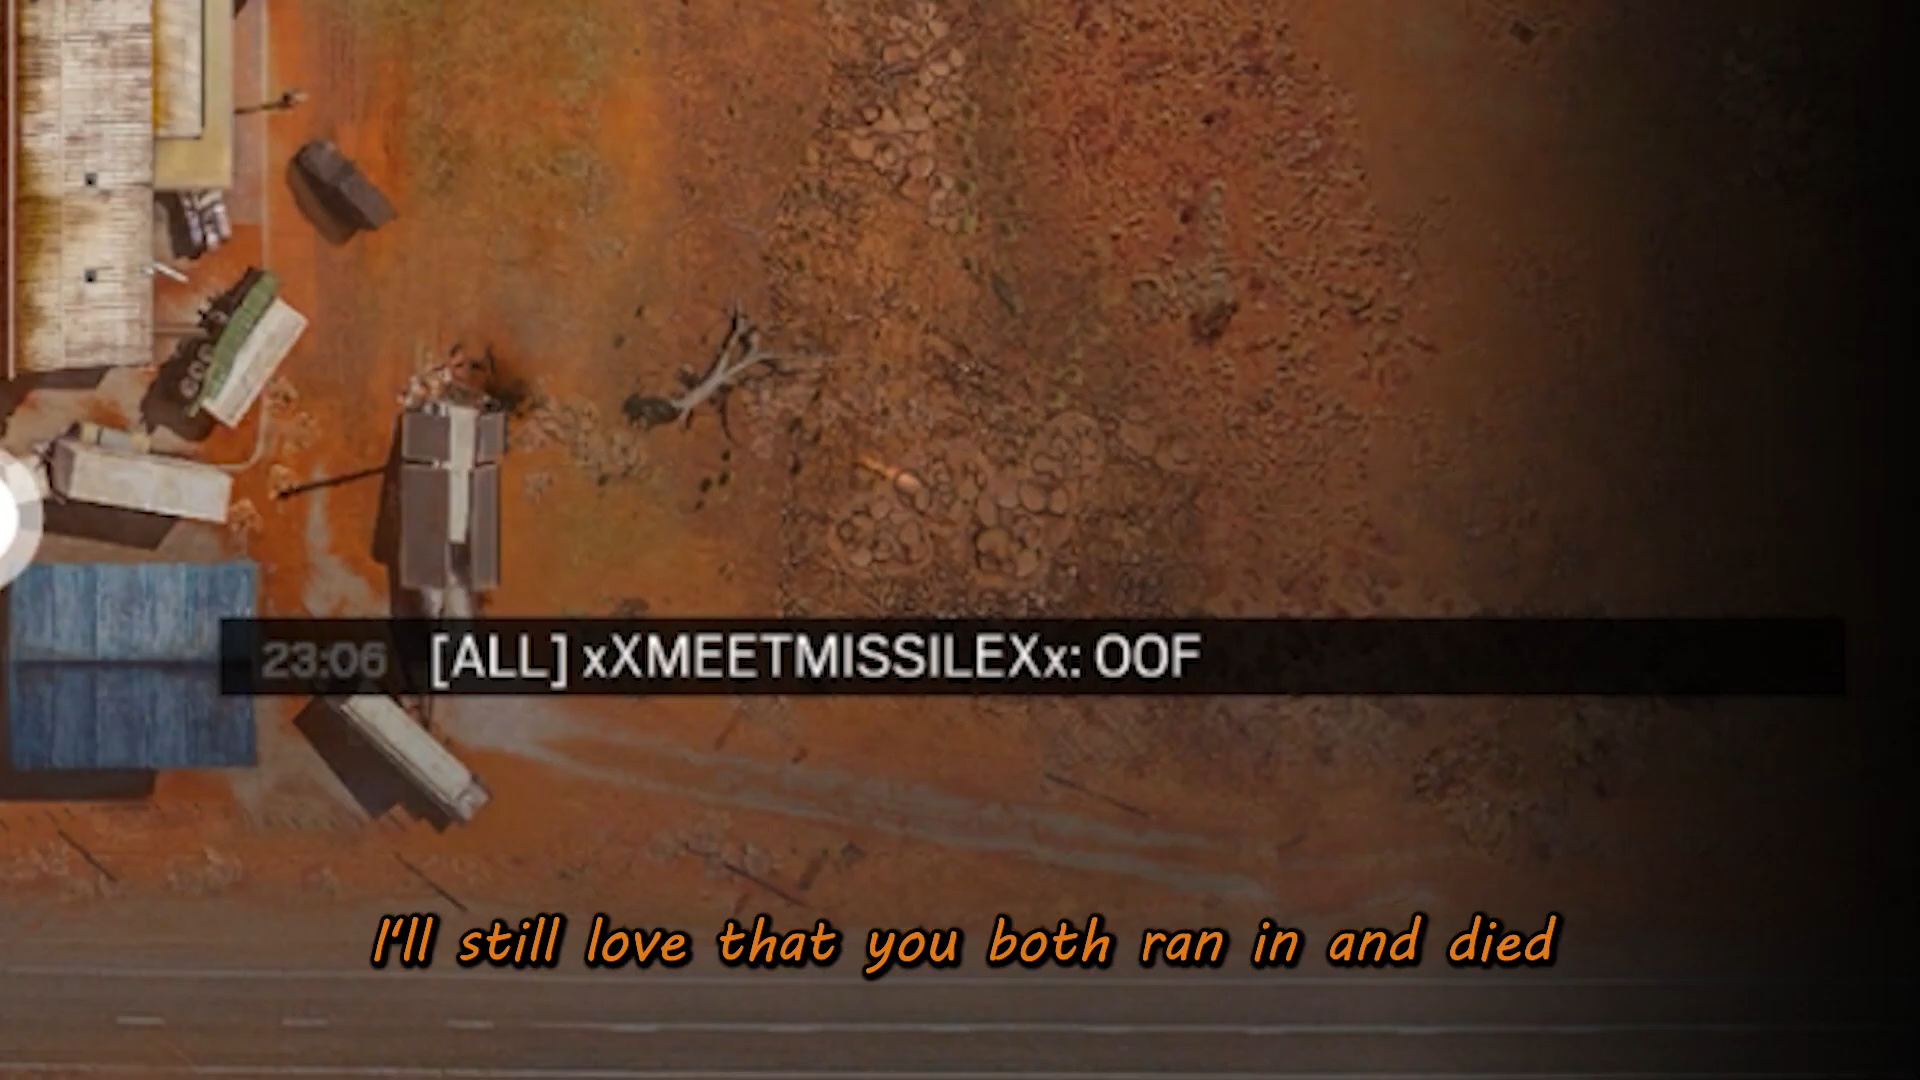 23:06 [ALL] xXMEETMISSILEXx: OOF
I'll still love that you both ran in and died